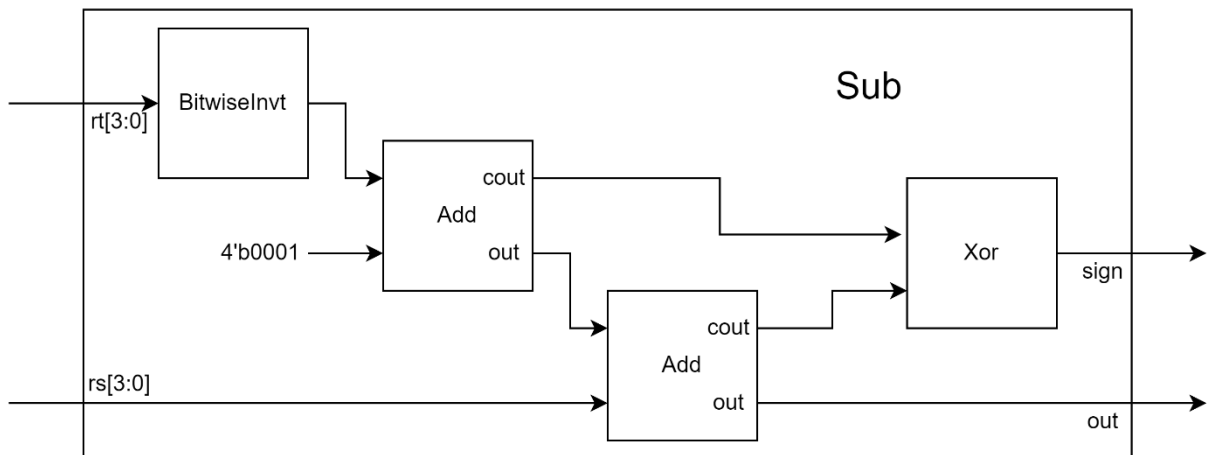 Sub
BitwiseInvt
rt[3:0]
cout
Add
out
4'b0001
Xor
sign
cout
Add
out
rs[3:0]
out